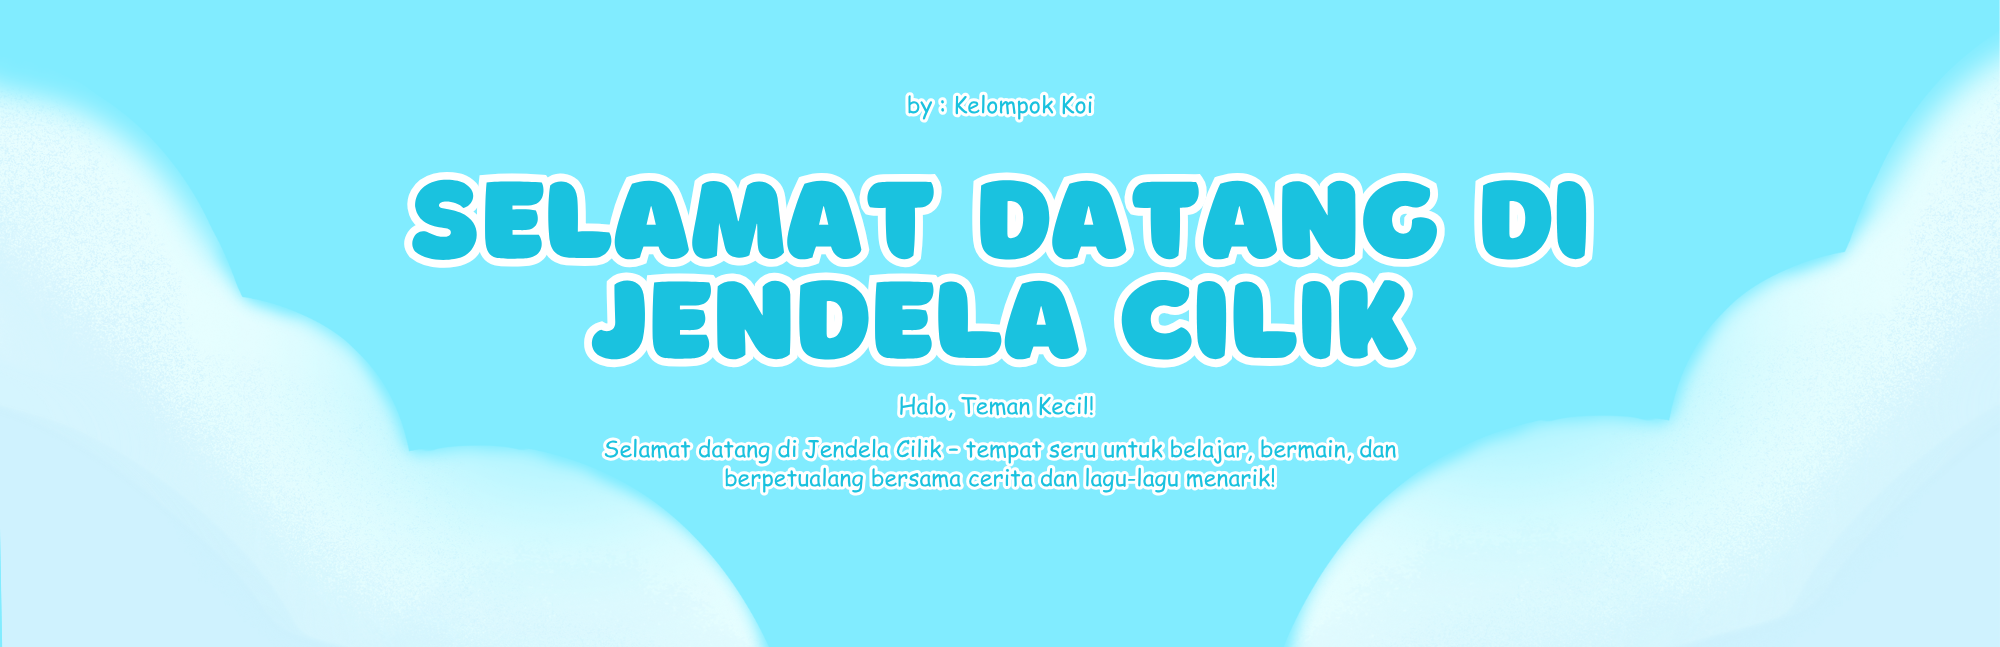 by : Kelompok Koi
SELAMAT DATANG DI
JENDELA CILIK
Halo, Teman Kecil!
Selamat datang di Jendela Cilik – tempat seru untuk belajar, bermain, dan
berpetualang bersama cerita dan lagu-lagu menarik!